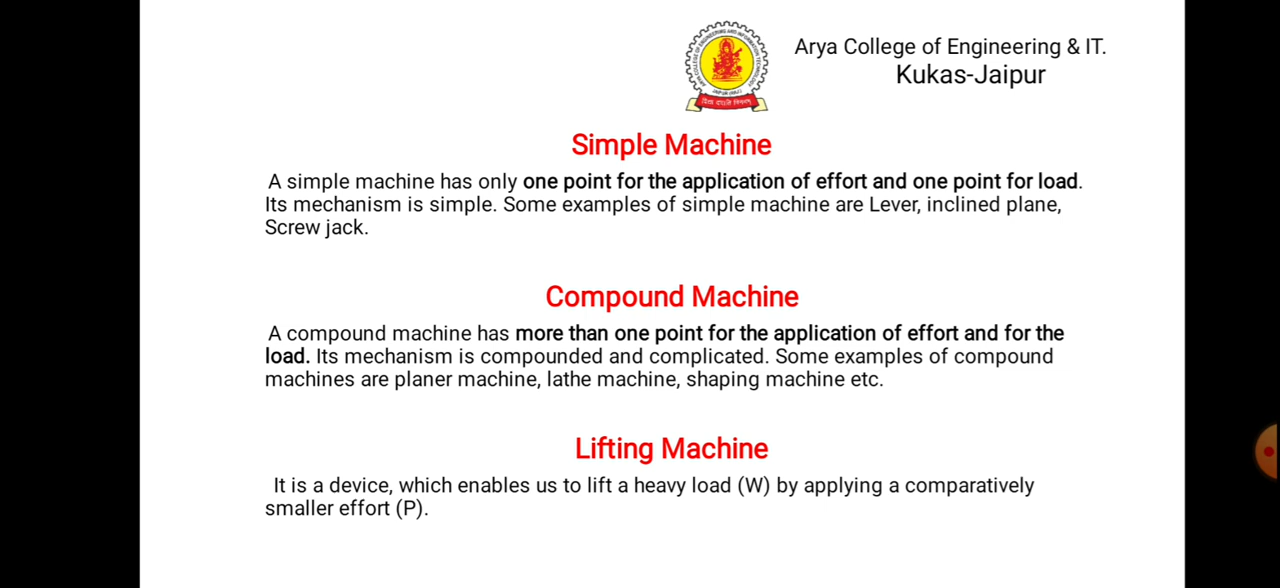 Arya College of Engineering & IT.
Kukas-Jaipur
Simple Machine
A simple machine has only one point for the application of effort and one point for load.
Its mechanism is simple. Some examples of simple machine are Lever, inclined plane,
Screw jack.
Compound Machine
A compound machine has more than one point for the application of effort and for the
load. Its mechanism is compounded and complicated. Some examples of compound
machines are planer machine, lathe machine, shaping machine etc.
Lifting Machine
It is a device, which enables us to lift a heavy load (W) by applying a comparatively
smaller effort (P).